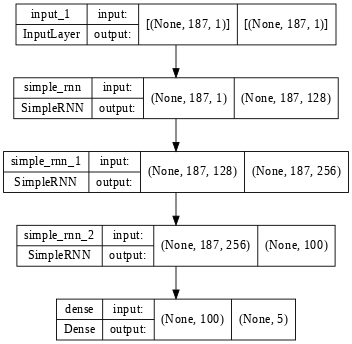 input_1 input: [(None, 187, 1)] [(None, 187, 1)]
InputLayer output:
simple_rnn input: (None, 187, 1) (None, 187, 128)
SimpleRNN output:
simple_rnn_1 input: (None, 187, 128) (None, 187, 256)
SimpleRNN output:
simple_rnn_2 input: (None, 187, 256) (None, 100)
SimpleRNN output:
dense input: (None, 100) (None, 5)
Dense output: